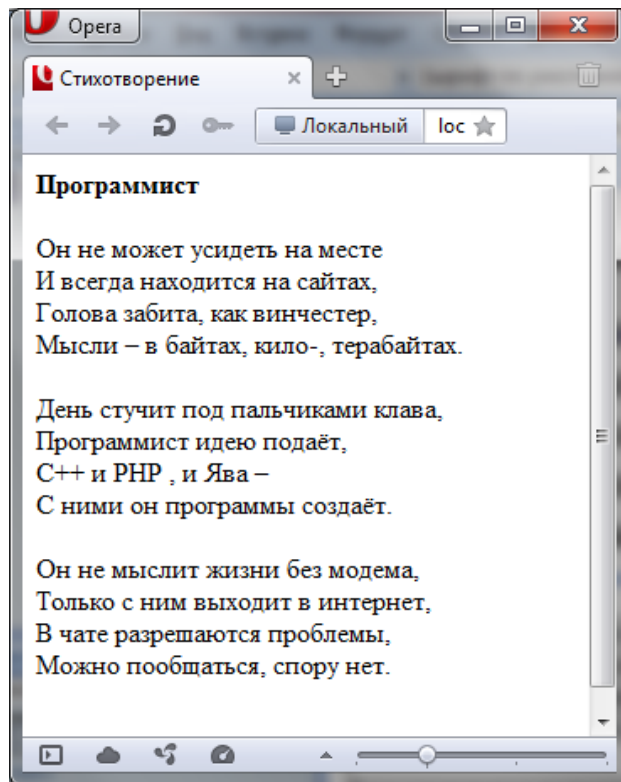 Opera
Стихотворение
Локальный loc
Программист
Он не может усидеть на месте
И всегда находится на сайтах,
Голова забита, как винчестер,
Мысли – в байтах, кило-, терабайтах.
День стучит под пальчиками клава,
Программист идею подаёт,
C++ и PHP , и Ява –
С ними он программы создаёт.
Он не мыслит жизни без модема,
Только с ним выходит в интернет,
В чате разрешаются проблемы,
Можно пообщаться, спору нет.